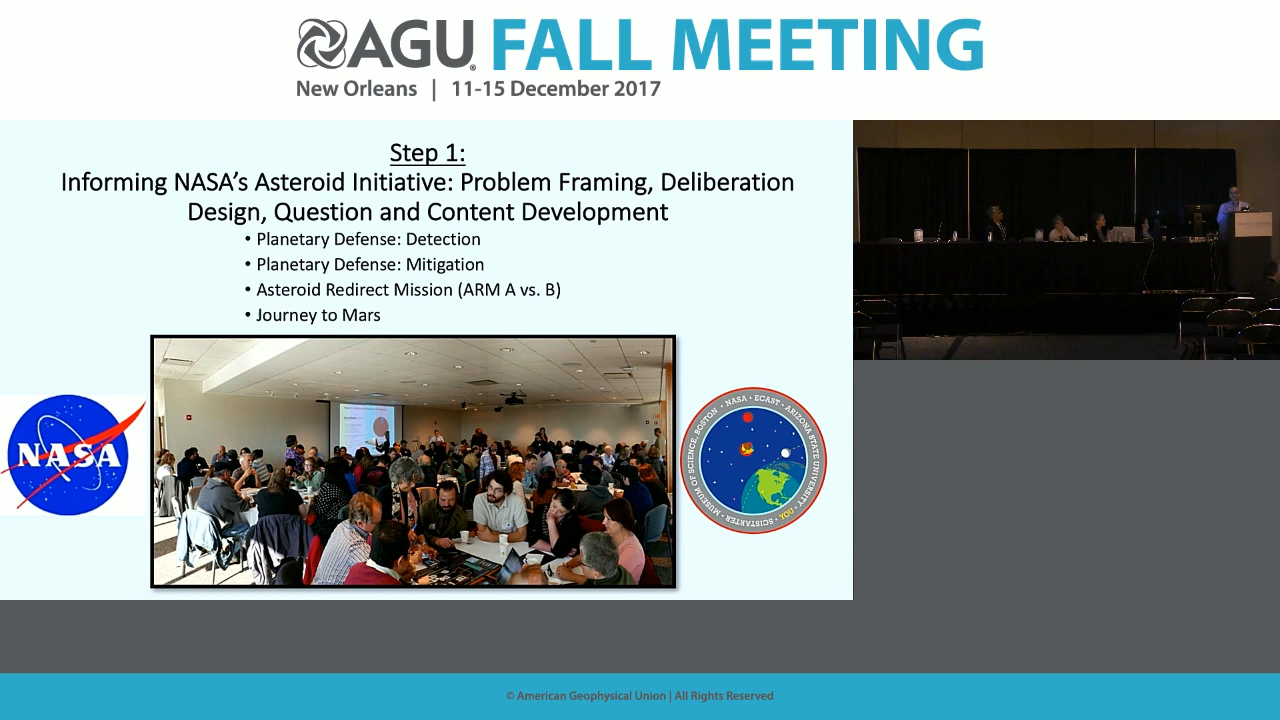 AGU FALL MEETING
New Orleans | 11-15 December 2017
Step 1:
Informing NASA's Asteroid Initiative: Problem Framing, Deliberation
Design, Question and Content Development
• Planetary Defense: Detection
• Planetary Defense: Mitigation
• Asteroid Redirect Mission (ARM A vs. B)
• Journey to Mars
NASA
MUSEUM OF SCIENCE, BOSTON • NASA • ECAST • ARIZONA STATE UNIVERSITY • YOU • SCISTARTER •
© American Geophysical Union | All Rights Reserved